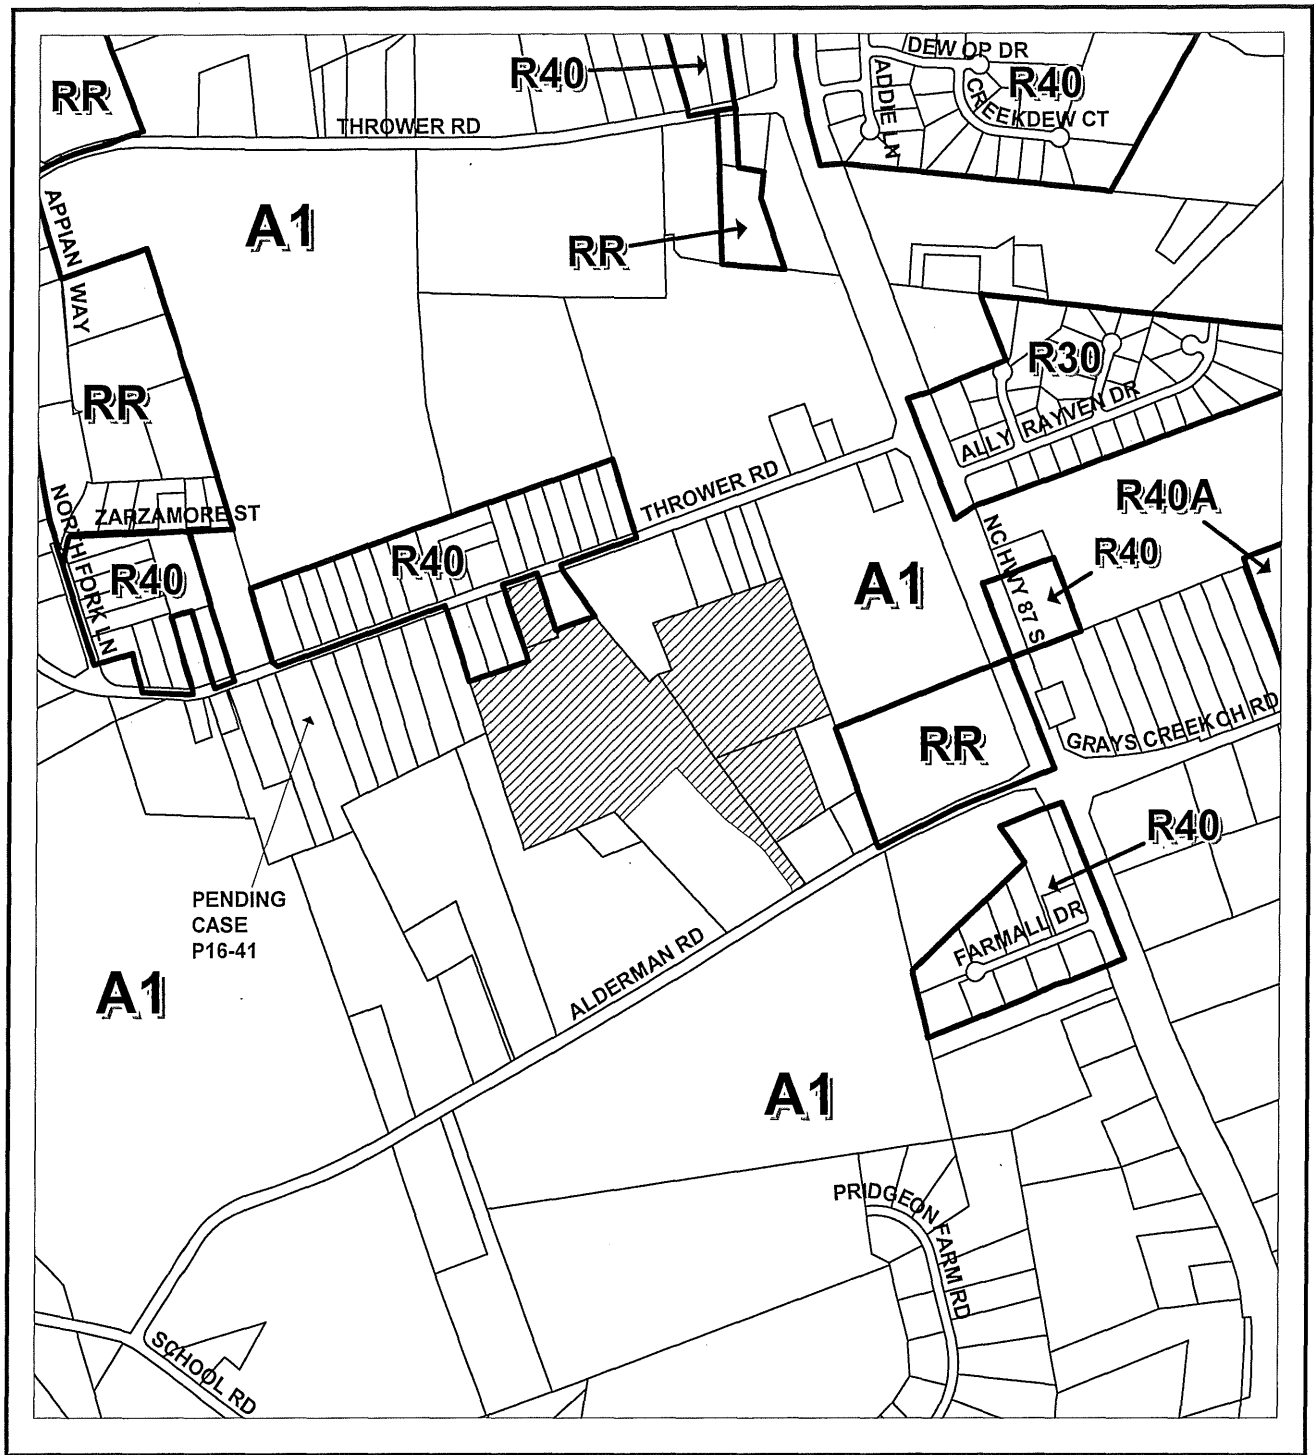 DEW OP DR
R40
R40
RR
ADDIE LN
CREEKDEW CT
THROWER RD
APPIAN WAY
A1
RR
R30
RR
ALLY RAYVEN DR
THROWER RD
R40A
NORTH FORK LN
ZARZAMORE ST
NC HWY 87 S
R40
R40
R40
A1
GRAYS CREEK CH RD
RR
R40
PENDING
CASE
P16-41
FARMALL DR
ALDERMAN RD
A1
A1
PRIDGEON FARM RD
SCHOOL RD